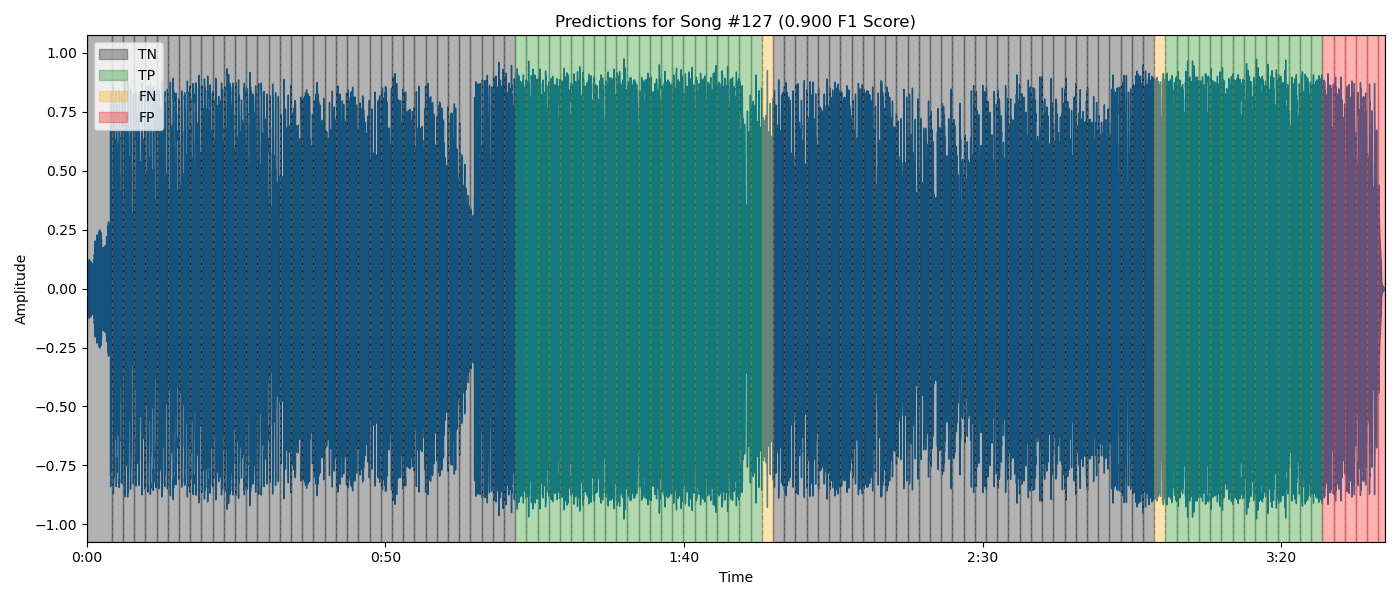 Predictions for Song #127 (0.900 F1 Score)
TN
TP
FN
FP
1.00
0.75
0.50
0.25
0.00
−0.25
−0.50
−0.75
−1.00
Amplitude
0:00
0:50
1:40
2:30
3:20
Time